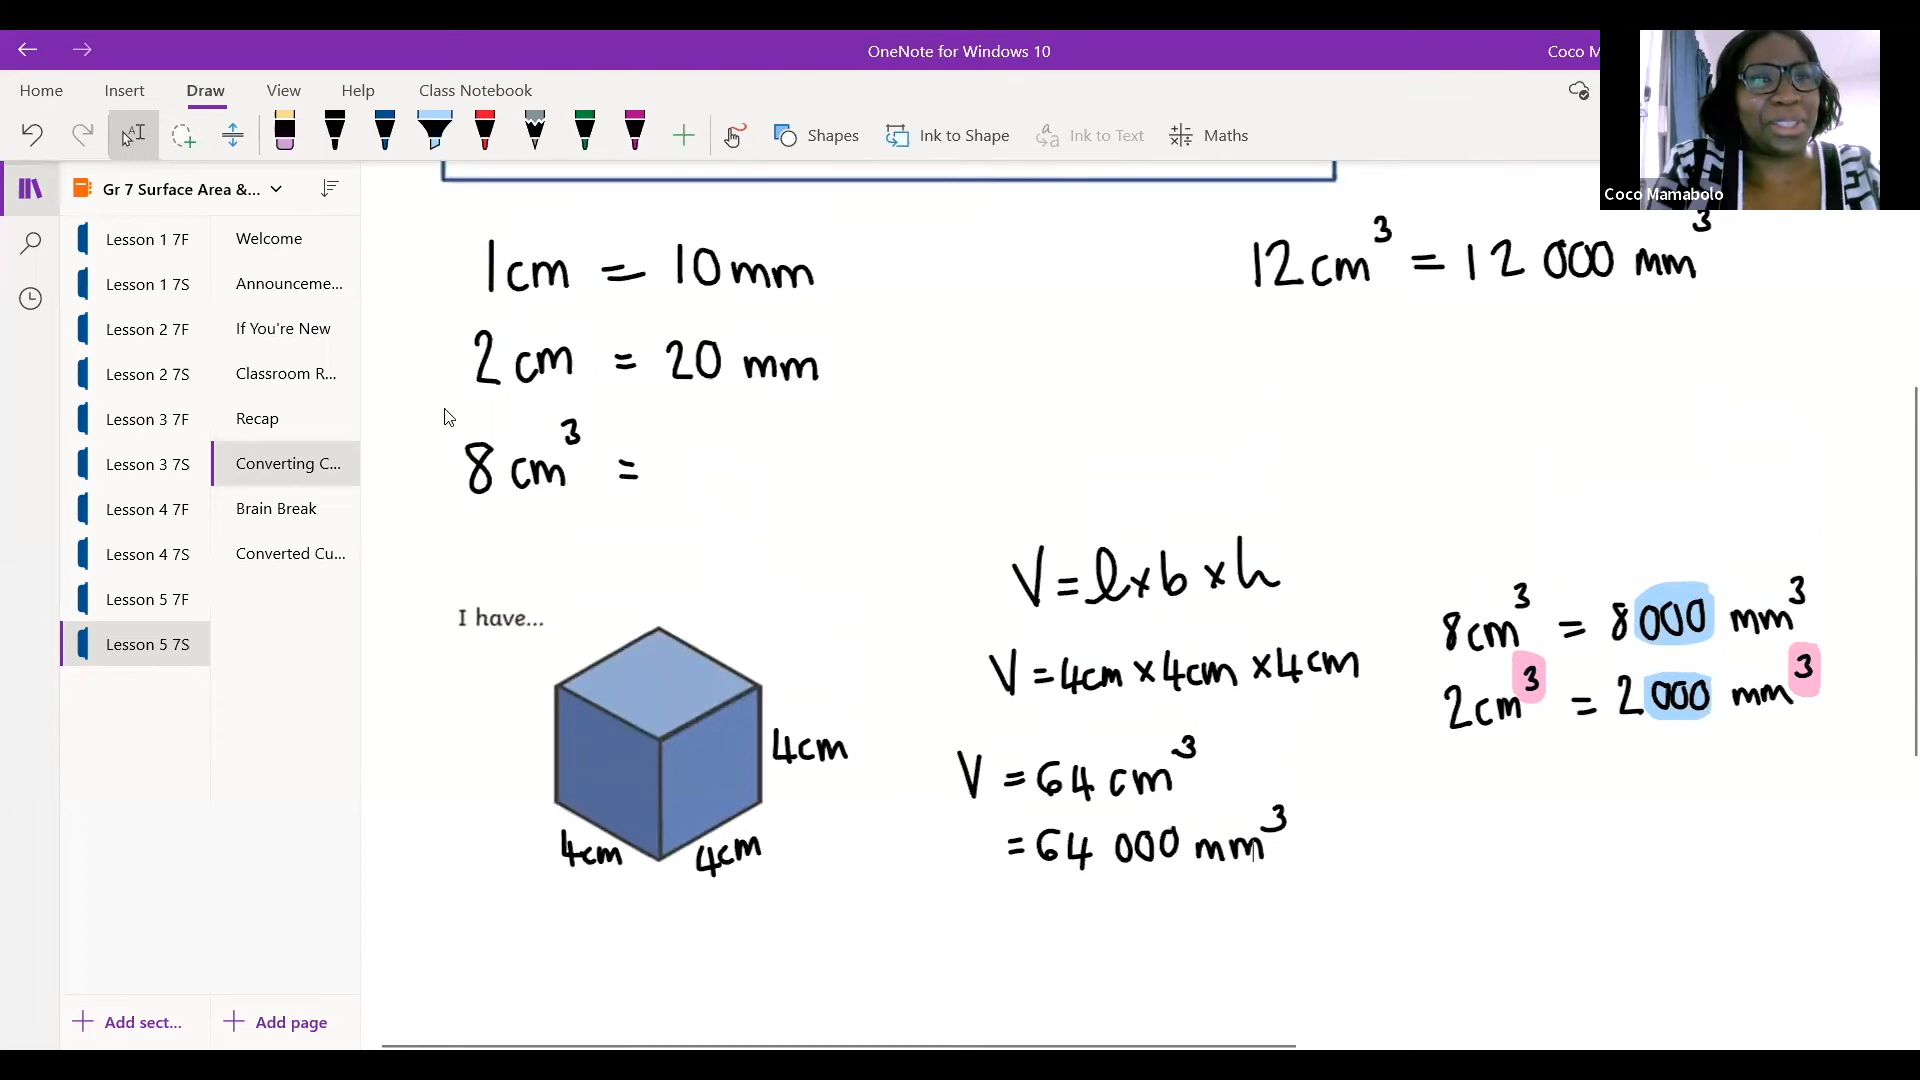 OneNote for Windows 10
Coco M
Home Insert Draw View Help Class Notebook
Shapes Ink to Shape Ink to Text Maths
Coco Mamabolo
Gr 7 Surface Area &...
Lesson 1 7F
Lesson 1 7S
Lesson 2 7F
Lesson 2 7S
Lesson 3 7F
Lesson 3 7S
Lesson 4 7F
Lesson 4 7S
Lesson 5 7F
Lesson 5 7S
Add sect...
Welcome
Announceme...
If You're New
Classroom R...
Recap
Converting C...
Brain Break
Converted Cu...
Add page
1cm = 10mm
2cm = 20 mm
8cm³ =
12cm³ = 12 000 mm³
I have...
4cm
4cm
4cm
V = l x b x h
V = 4cm x 4cm x 4cm
V = 64 cm³
= 64 000 mm³
8cm³ = 8000 mm³
2cm³ = 2000 mm³